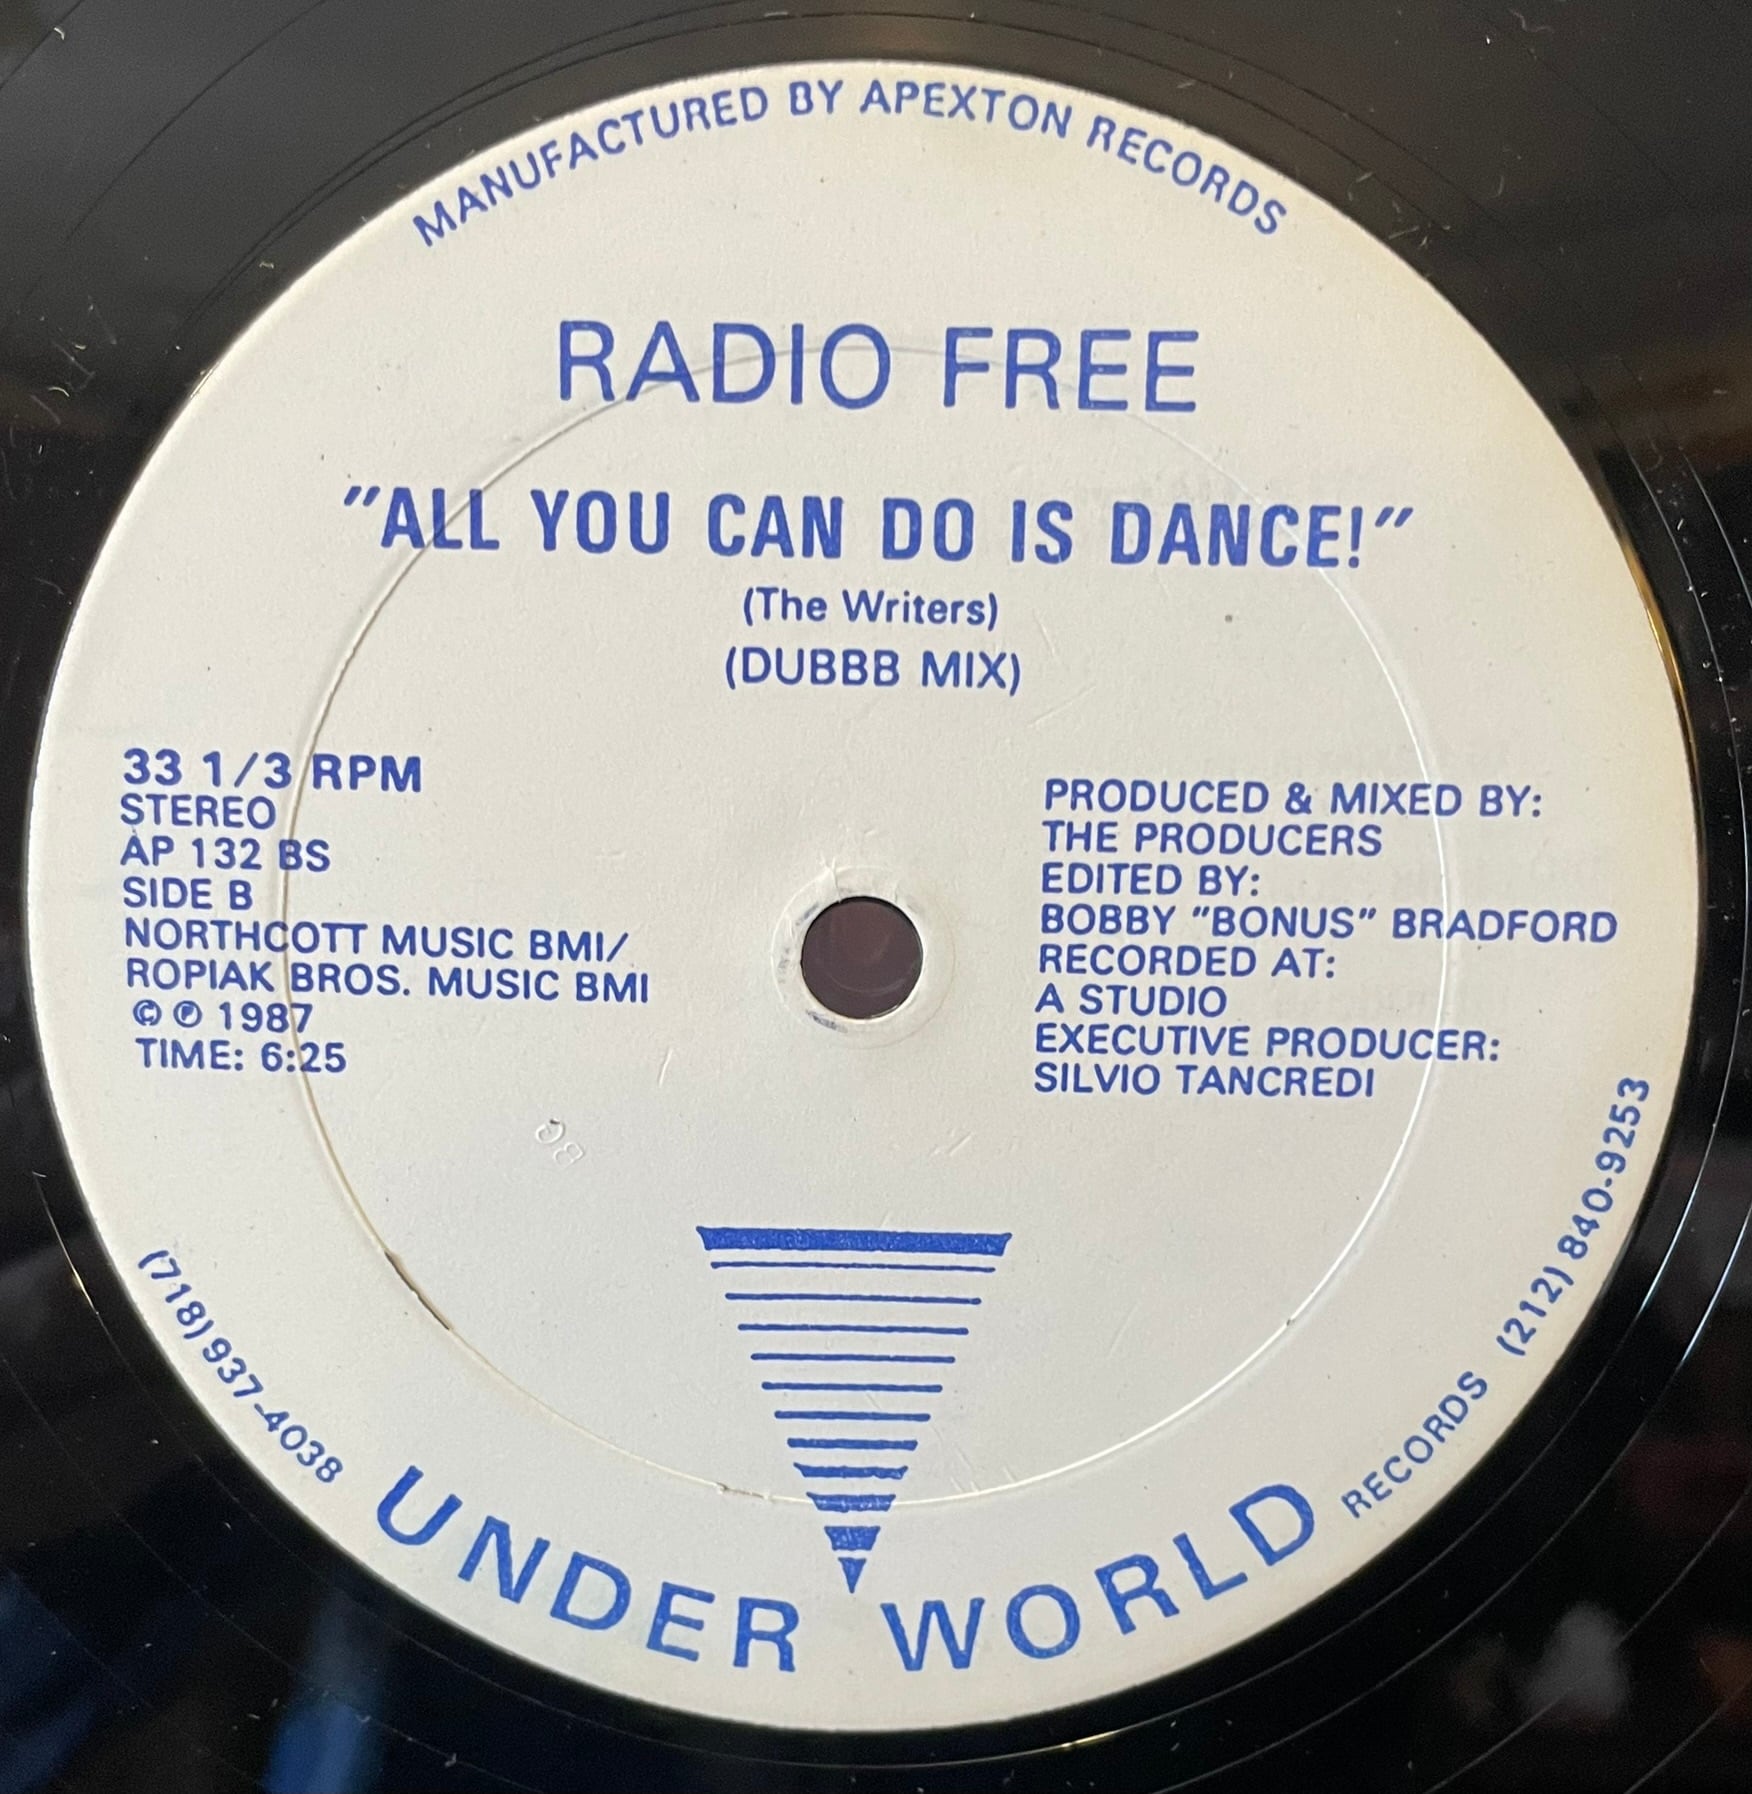 MANUFACTURED BY APEXTON RECORDS
RADIO FREE
"ALL YOU CAN DO IS DANCE!"
(The Writers)
(DUBBB MIX)
33 1/3 RPM
STEREO
AP 132 BS
SIDE B
NORTHCOTT MUSIC BMI/
ROPIAK BROS. MUSIC BMI
© ℗ 1987
TIME: 6:25
PRODUCED & MIXED BY:
THE PRODUCERS
EDITED BY:
BOBBY "BONUS" BRADFORD
RECORDED AT:
A STUDIO
EXECUTIVE PRODUCER:
SILVIO TANCREDI
(718) 937-4038
UNDER WORLD
RECORDS (212) 840-9253